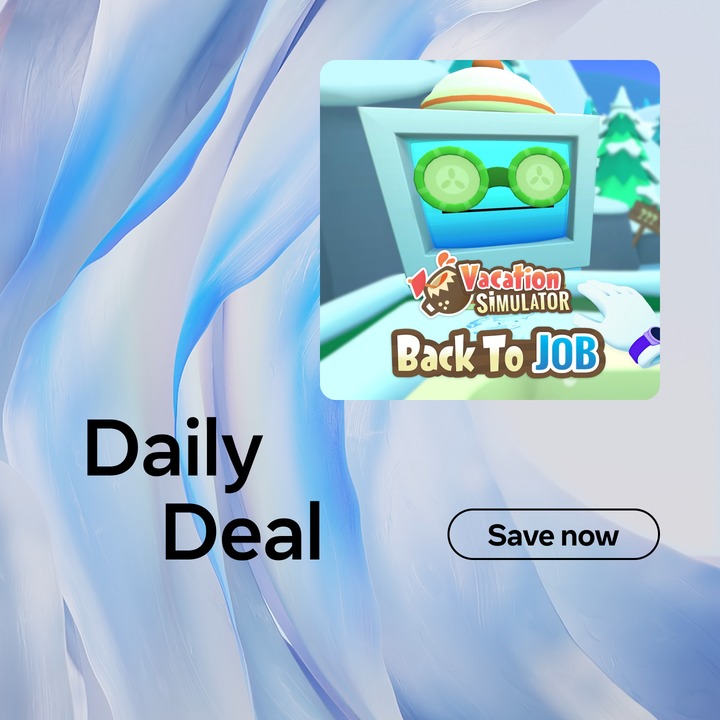 Vacation
SIMULATOR
BACK TO JOB
Daily
Deal
Save now
???